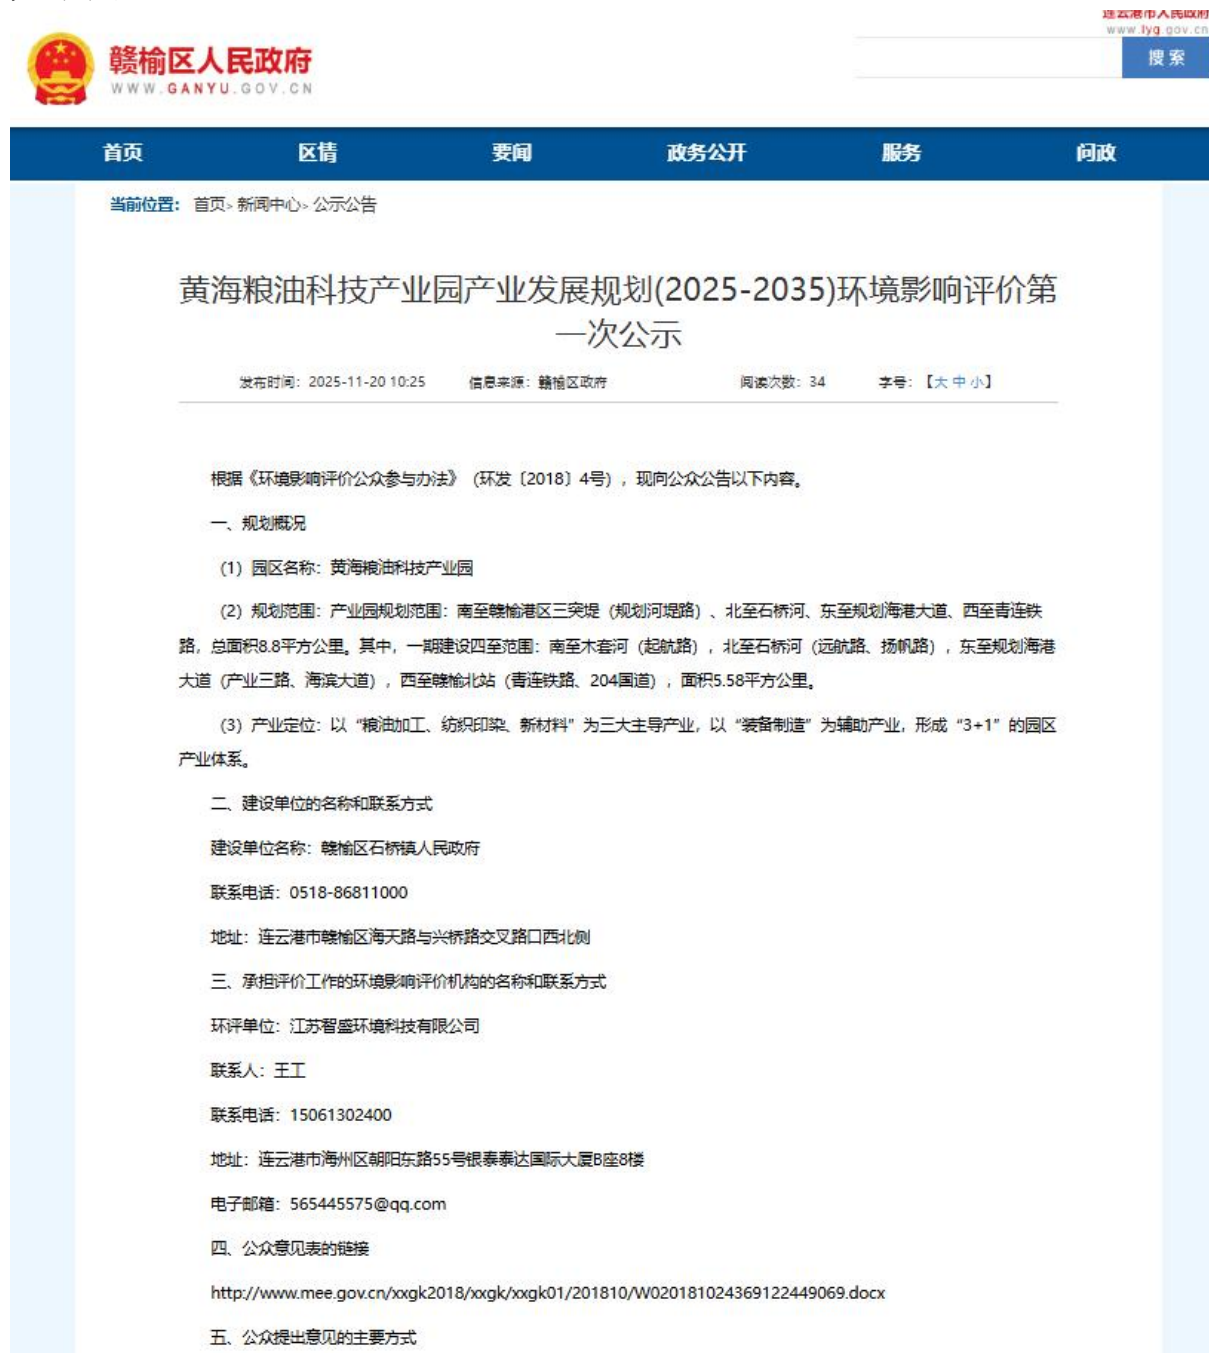 连云港市人民政府
www.lyg.gov.cn
赣榆区人民政府
WWW.GANYU.GOV.CN
搜 索
首页 区情 要闻 政务公开 服务 问政
当前位置： 首页> 新闻中心> 公示公告
黄海粮油科技产业园产业发展规划(2025-2035)环境影响评价第
一次公示
发布时间：2025-11-20 10:25 信息来源：赣榆区政府 阅读次数：34 字号：【大 中 小】
根据《环境影响评价公众参与办法》（环发〔2018〕4号），现向公众公告以下内容。
一、规划概况
（1）园区名称：黄海粮油科技产业园
（2）规划范围：产业园规划范围：南至赣榆港区三突堤（规划河堤路）、北至石桥河、东至规划海港大道、西至青连铁
路，总面积8.8平方公里。其中，一期建设四至范围：南至木套河（起航路），北至石桥河（远航路、扬帆路），东至规划海港
大道（产业三路、海滨大道），西至赣榆北站（青连铁路、204国道），面积5.58平方公里。
（3）产业定位：以“粮油加工、纺织印染、新材料”为三大主导产业，以“装备制造”为辅助产业，形成“3+1”的园区
产业体系。
二、建设单位的名称和联系方式
建设单位名称：赣榆区石桥镇人民政府
联系电话：0518-86811000
地址：连云港市赣榆区海天路与兴桥路交叉路口西北侧
三、承担评价工作的环境影响评价机构的名称和联系方式
环评单位：江苏智盛环境科技有限公司
联系人：王工
联系电话：15061302400
地址：连云港市海州区朝阳东路55号银泰泰达国际大厦B座8楼
电子邮箱：565445575@qq.com
四、公众意见表的链接
http://www.mee.gov.cn/xxgk2018/xxgk/xxgk01/201810/W020181024369122449069.docx
五、公众提出意见的主要方式